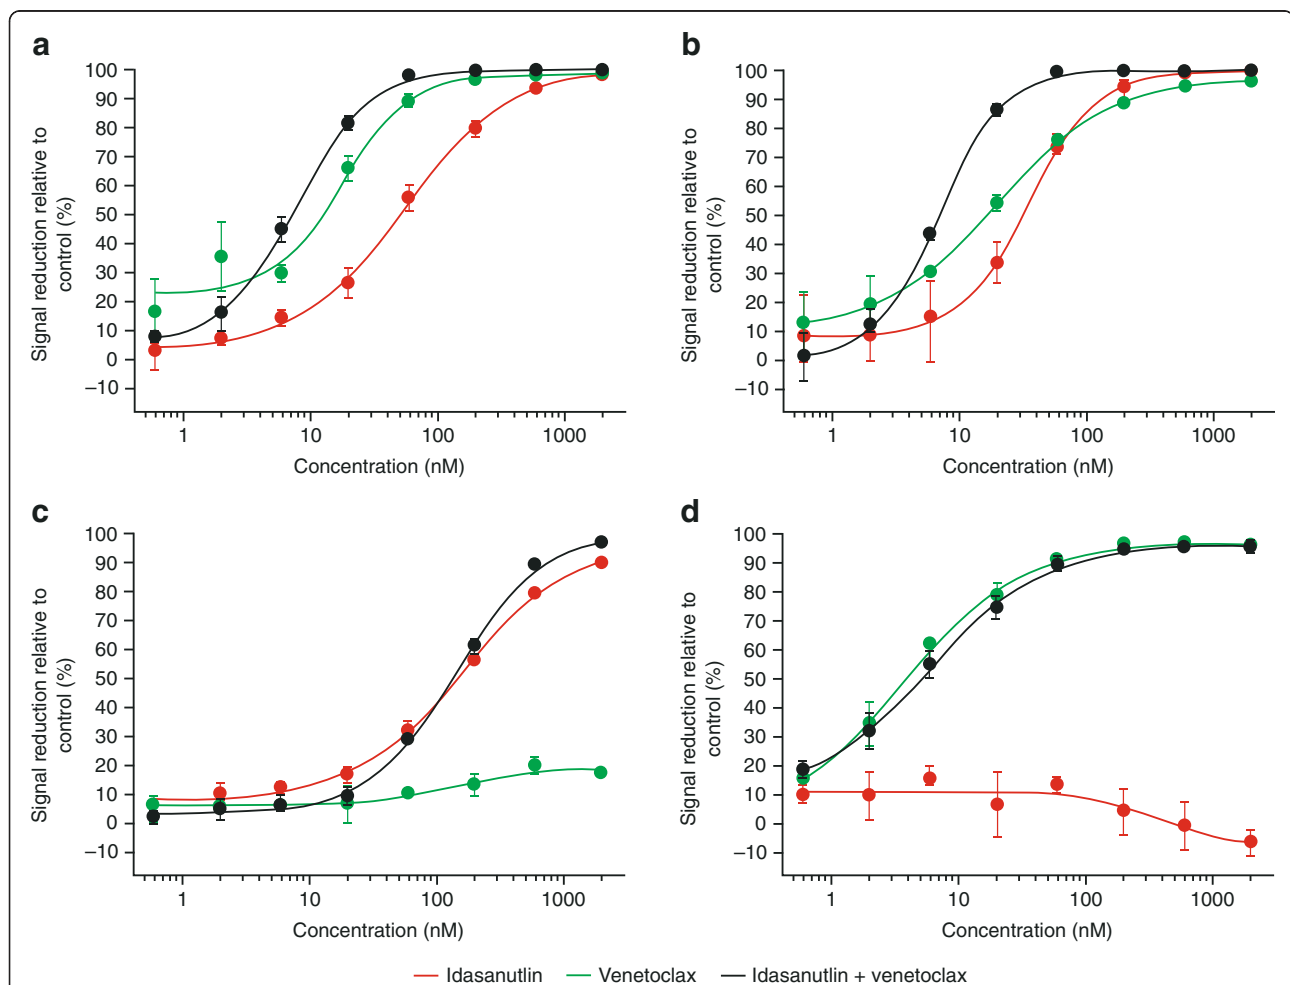 a
Signal reduction relative to
control (%)
100
90
80
70
60
50
40
30
20
10
0
–10
1 10 100 1000
Concentration (nM)
b
Signal reduction relative to
control (%)
100
90
80
70
60
50
40
30
20
10
0
–10
1 10 100 1000
Concentration (nM)
c
Signal reduction relative to
control (%)
100
90
80
70
60
50
40
30
20
10
0
–10
1 10 100 1000
Concentration (nM)
d
Signal reduction relative to
control (%)
100
90
80
70
60
50
40
30
20
10
0
–10
1 10 100 1000
Concentration (nM)
Idasanutlin Venetoclax Idasanutlin + venetoclax